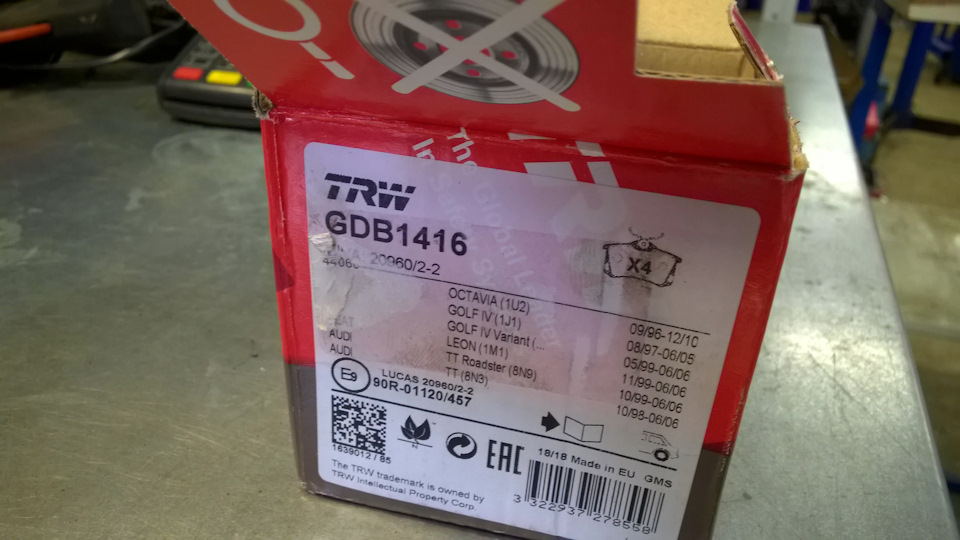 TRW
GDB1416
20960/2-2
X4
OCTAVIA (1U2) 09/96-12/10
GOLF IV (1J1) 08/97-06/05
GOLF IV Variant (... 05/99-06/06
LEON (1M1) 11/99-06/06
AUDI TT Roadster (8N9) 10/99-06/06
AUDI TT (8N3) 10/98-06/06
E9
LUCAS 20960/2-2
90R-01120/457
1639012 / 85
EAC
18/18 Made in EU GMS
The TRW trademark is owned by
TRW Intellectual Property Corp.
3 322937 278558